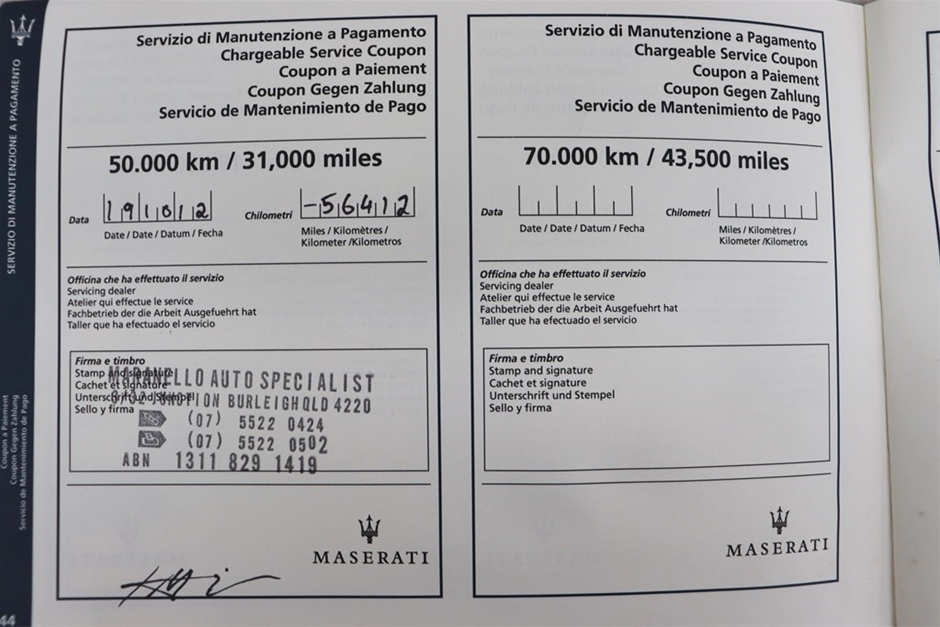 SERVIZIO DI MANUTENZIONE A PAGAMENTO
Coupon a Paiement
Coupon Gegen Zahlung
Servicio de Mantenimiento de Pago
44
Servizio di Manutenzione a Pagamento
Chargeable Service Coupon
Coupon a Paiement
Coupon Gegen Zahlung
Servicio de Mantenimiento de Pago
50.000 km / 31,000 miles
Data 191012 Chilometri -56412
Date / Date / Datum / Fecha
Miles / Kilomètres /
Kilometer /Kilometros
Officina che ha effettuato il servizio
Servicing dealer
Atelier qui effectue le service
Fachbetrieb der die Arbeit Ausgefuehrt hat
Taller que ha efectuado el servicio
Firma e timbro
Stamp and signature
Cachet et signature
Unterschrift und Stempel
Sello y firma
MARANELLO AUTO SPECIALIST
BURLEIGH QLD 4220
(07) 5522 0424
(07) 5522 0502
ABN 1311 829 1419
MASERATI
Servizio di Manutenzione a Pagamento
Chargeable Service Coupon
Coupon a Paiement
Coupon Gegen Zahlung
Servicio de Mantenimiento de Pago
70.000 km / 43,500 miles
Data Chilometri
Date / Date / Datum / Fecha
Miles / Kilomètres /
Kilometer /Kilometros
Officina che ha effettuato il servizio
Servicing dealer
Atelier qui effectue le service
Fachbetrieb der die Arbeit Ausgefuehrt hat
Taller que ha efectuado el servicio
Firma e timbro
Stamp and signature
Cachet et signature
Unterschrift und Stempel
Sello y firma
MASERATI